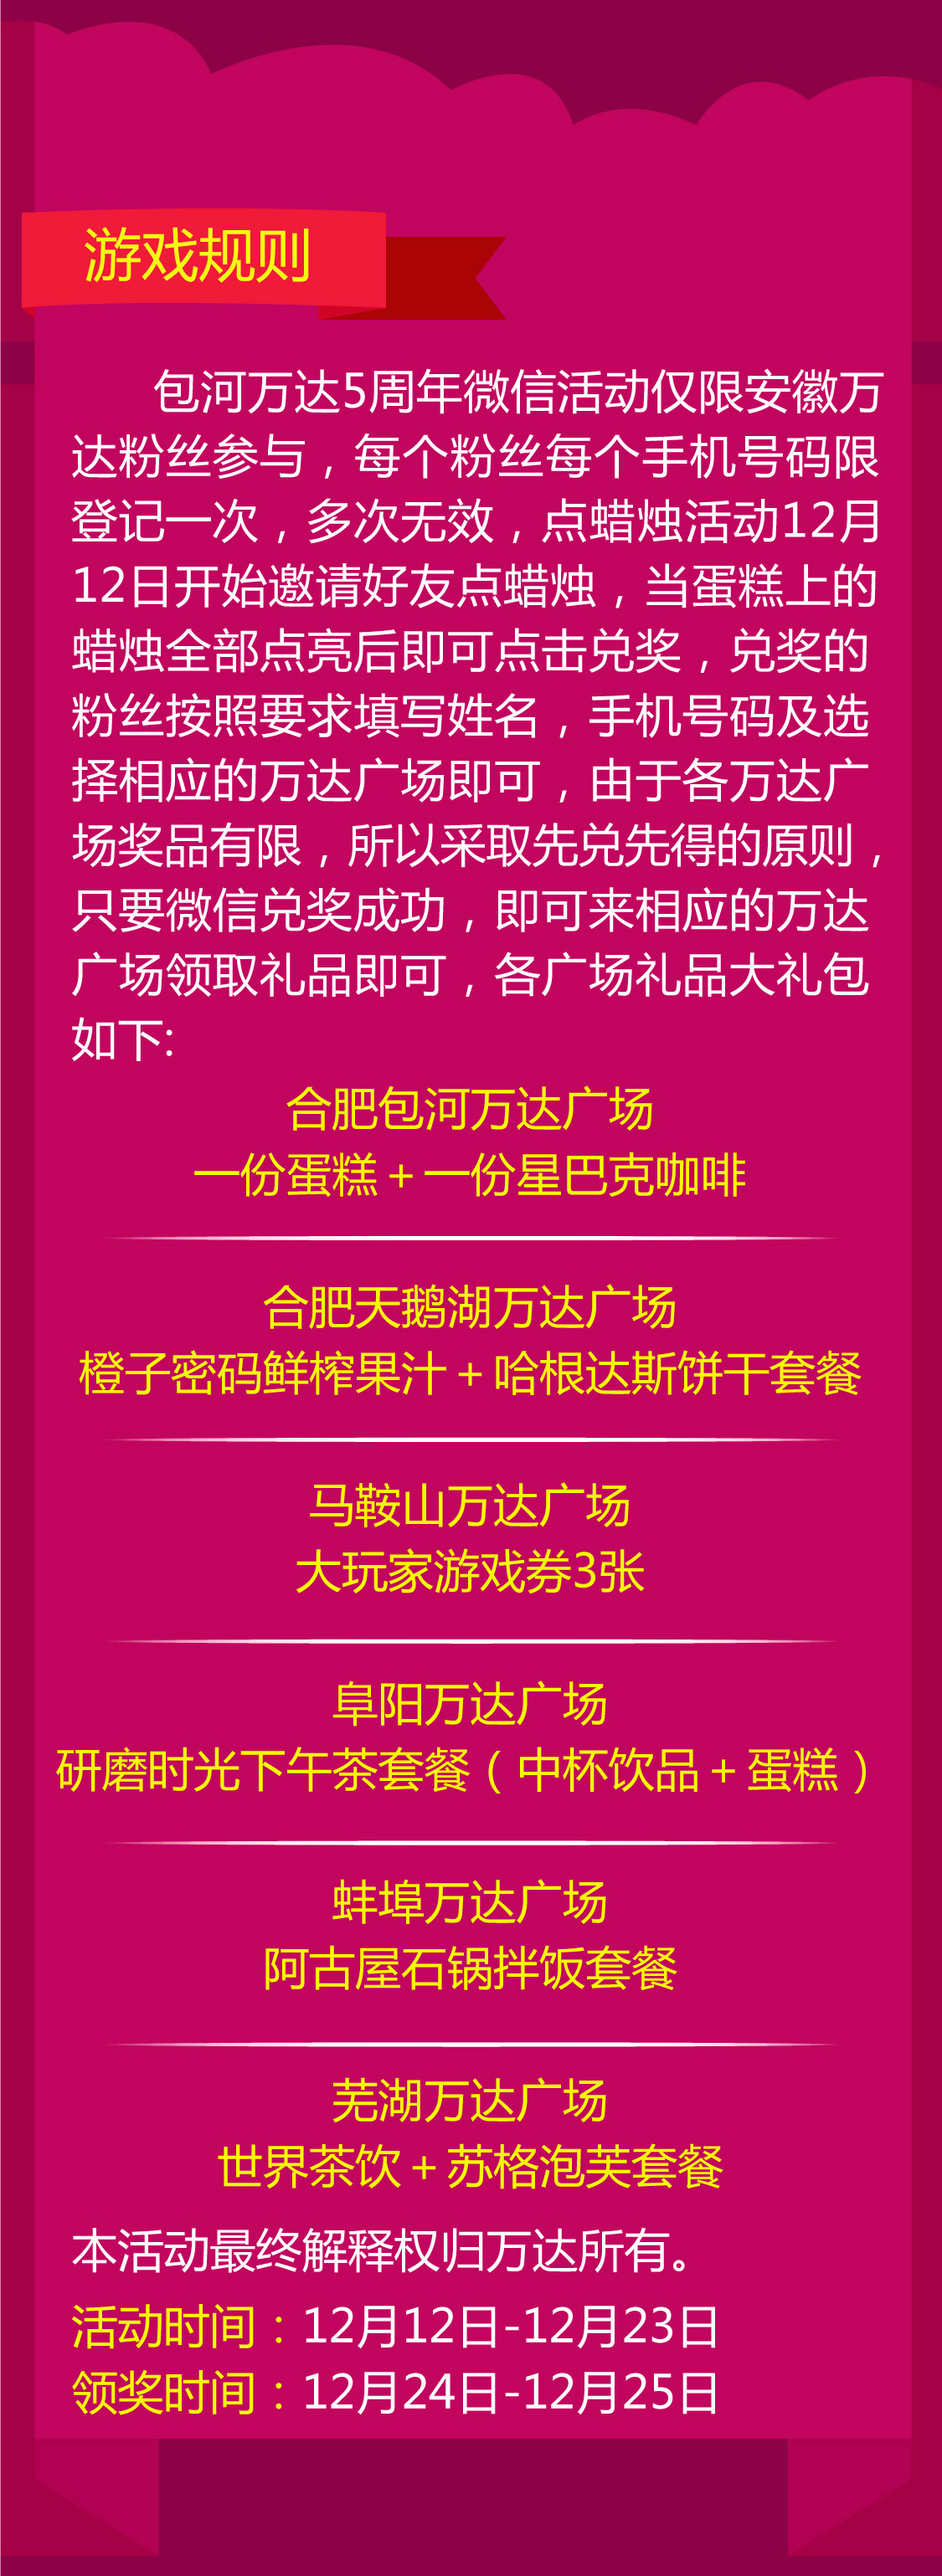 游戏规则
包河万达5周年微信活动仅限安徽万
达粉丝参与，每个粉丝每个手机号码限
登记一次，多次无效，点蜡烛活动12月
12日开始邀请好友点蜡烛，当蛋糕上的
蜡烛全部点亮后即可点击兑奖，兑奖的
粉丝按照要求填写姓名，手机号码及选
择相应的万达广场即可，由于各万达广
场奖品有限，所以采取先兑先得的原则，
只要微信兑奖成功，即可来相应的万达
广场领取礼品即可，各广场礼品大礼包
如下:
合肥包河万达广场
一份蛋糕+一份星巴克咖啡
合肥天鹅湖万达广场
橙子密码鲜榨果汁+哈根达斯饼干套餐
马鞍山万达广场
大玩家游戏券3张
阜阳万达广场
研磨时光下午茶套餐（中杯饮品+蛋糕）
蚌埠万达广场
阿古屋石锅拌饭套餐
芜湖万达广场
世界茶饮+苏格泡芙套餐
本活动最终解释权归万达所有。
活动时间：12月12日-12月23日
领奖时间：12月24日-12月25日